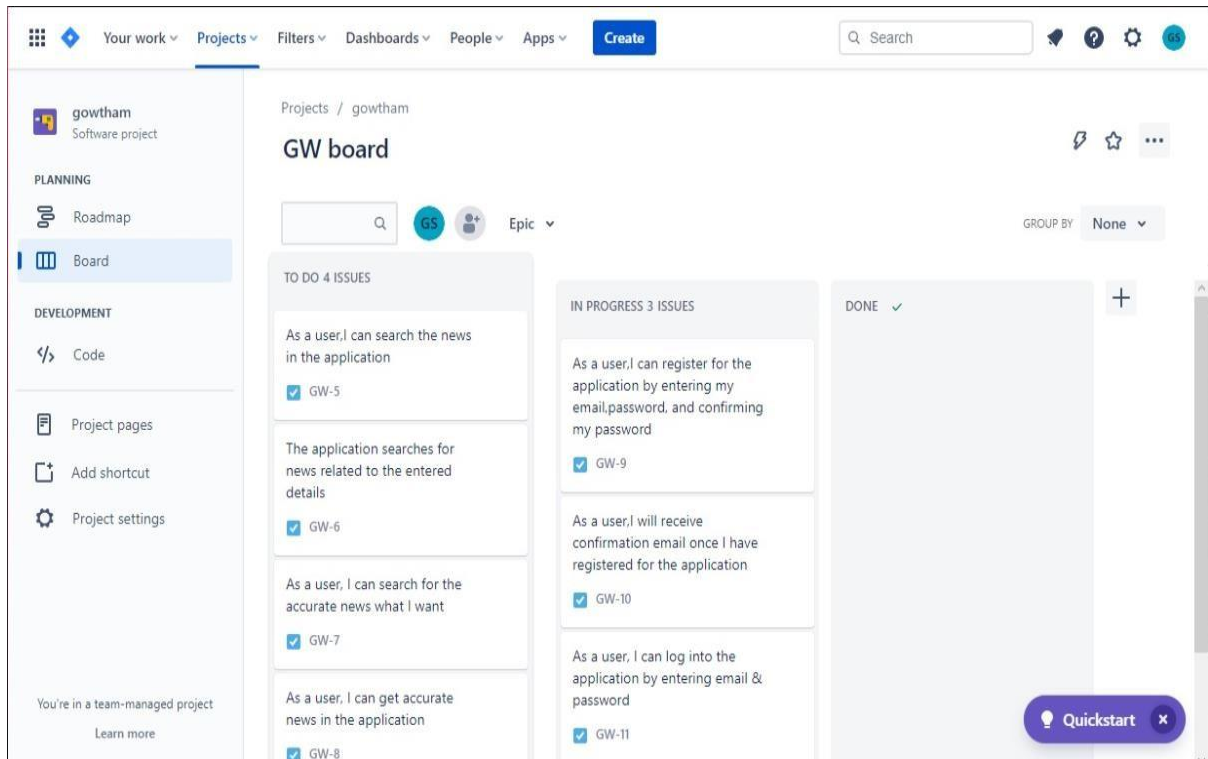 Your work Projects Filters Dashboards People Apps Create Search GS
gowtham
Software project
PLANNING
Roadmap
Board
DEVELOPMENT
Code
Project pages
Add shortcut
Project settings
You're in a team-managed project
Learn more
Projects / gowtham
GW board
GS Epic GROUP BY None
TO DO 4 ISSUES
As a user,I can search the news
in the application
GW-5
The application searches for
news related to the entered
details
GW-6
As a user, I can search for the
accurate news what I want
GW-7
As a user, I can get accurate
news in the application
GW-8
IN PROGRESS 3 ISSUES
As a user,I can register for the
application by entering my
email,password, and confirming
my password
GW-9
As a user,I will receive
confirmation email once I have
registered for the application
GW-10
As a user, I can log into the
application by entering email &
password
GW-11
DONE
Quickstart